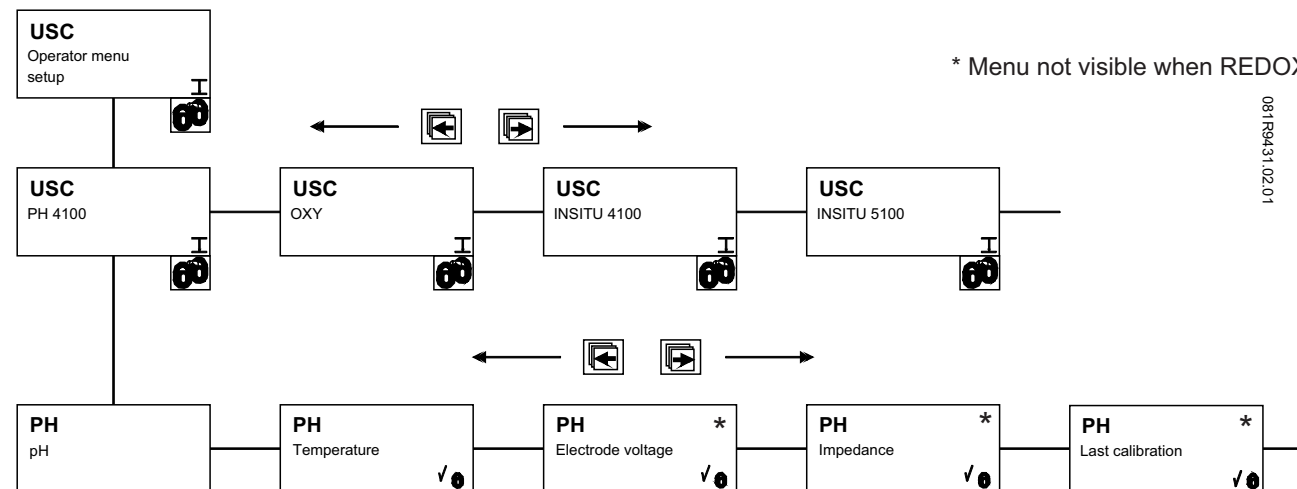 USC
Operator menu
setup
* Menu not visible when REDOX
081R9431.02.01
USC
PH 4100
USC
OXY
USC
INSITU 4100
USC
INSITU 5100
PH
pH
PH
Temperature
PH *
Electrode voltage
PH *
Impedance
PH *
Last calibration